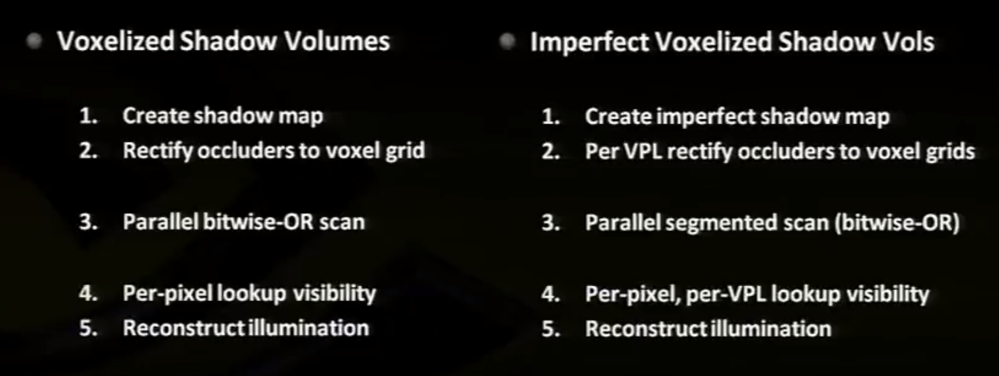 Voxelized Shadow Volumes
1. Create shadow map
2. Rectify occluders to voxel grid
3. Parallel bitwise-OR scan
4. Per-pixel lookup visibility
5. Reconstruct illumination
Imperfect Voxelized Shadow Vols
1. Create imperfect shadow map
2. Per VPL rectify occluders to voxel grids
3. Parallel segmented scan (bitwise-OR)
4. Per-pixel, per-VPL lookup visibility
5. Reconstruct illumination